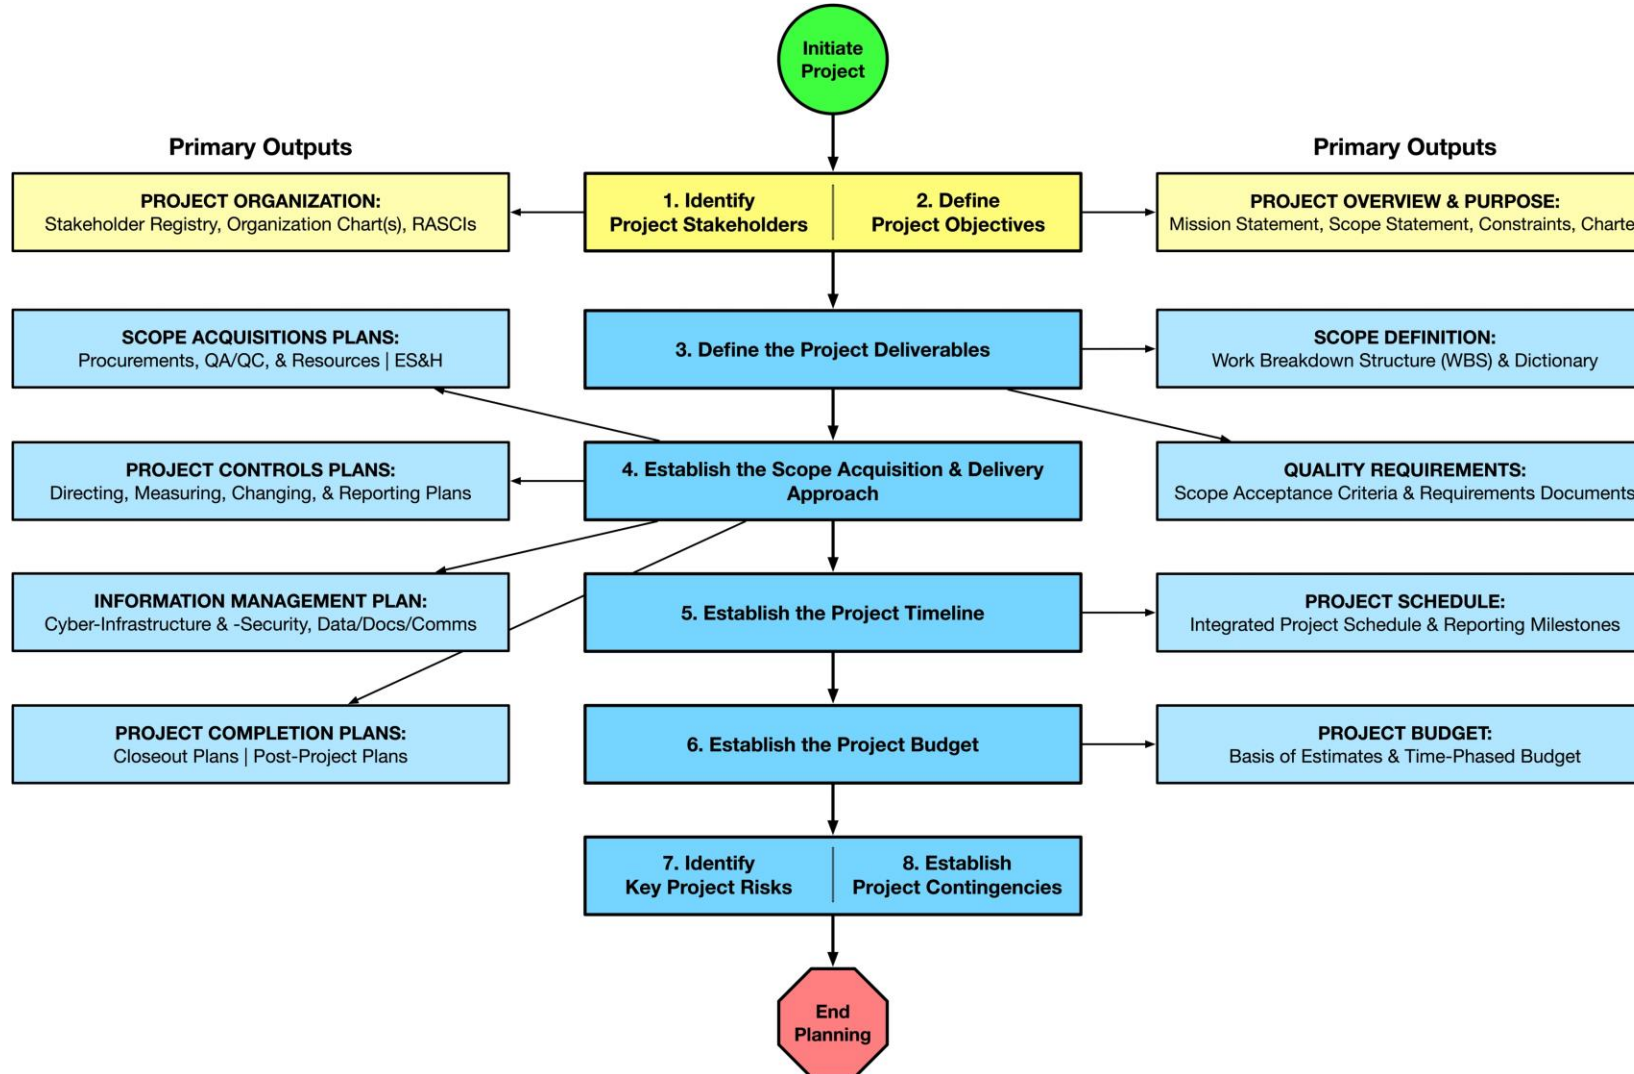 Initiate
Project
Primary Outputs
Primary Outputs
PROJECT ORGANIZATION:
Stakeholder Registry, Organization Chart(s), RASCIs
1. Identify
Project Stakeholders
2. Define
Project Objectives
PROJECT OVERVIEW & PURPOSE:
Mission Statement, Scope Statement, Constraints, Charte
SCOPE ACQUISITIONS PLANS:
Procurements, QA/QC, & Resources | ES&H
3. Define the Project Deliverables
SCOPE DEFINITION:
Work Breakdown Structure (WBS) & Dictionary
PROJECT CONTROLS PLANS:
Directing, Measuring, Changing, & Reporting Plans
4. Establish the Scope Acquisition & Delivery
Approach
QUALITY REQUIREMENTS:
Scope Acceptance Criteria & Requirements Documents
INFORMATION MANAGEMENT PLAN:
Cyber-Infrastructure & -Security, Data/Docs/Comms
5. Establish the Project Timeline
PROJECT SCHEDULE:
Integrated Project Schedule & Reporting Milestones
PROJECT COMPLETION PLANS:
Closeout Plans | Post-Project Plans
6. Establish the Project Budget
PROJECT BUDGET:
Basis of Estimates & Time-Phased Budget
7. Identify
Key Project Risks
8. Establish
Project Contingencies
End
Planning